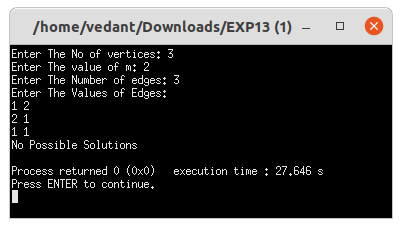 /home/vedant/Downloads/EXP13 (1)
Enter The No of vertices: 3
Enter The value of m: 2
Enter The Number of edges: 3
Enter The Values of Edges:
1 2
2 1
1 1
No Possible Solutions
Process returned 0 (0x0)   execution time : 27.646 s
Press ENTER to continue.